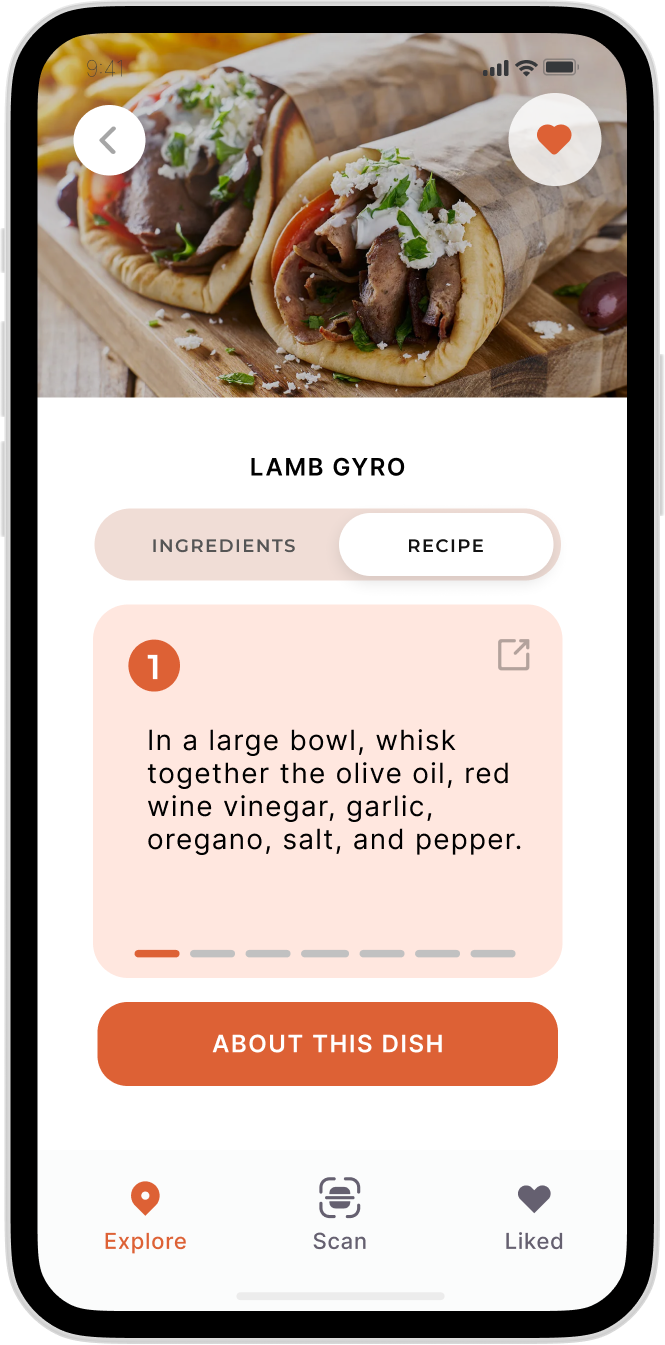 9:41
LAMB GYRO
INGREDIENTS RECIPE
1
In a large bowl, whisk
together the olive oil, red
wine vinegar, garlic,
oregano, salt, and pepper.
ABOUT THIS DISH
Explore Scan Liked